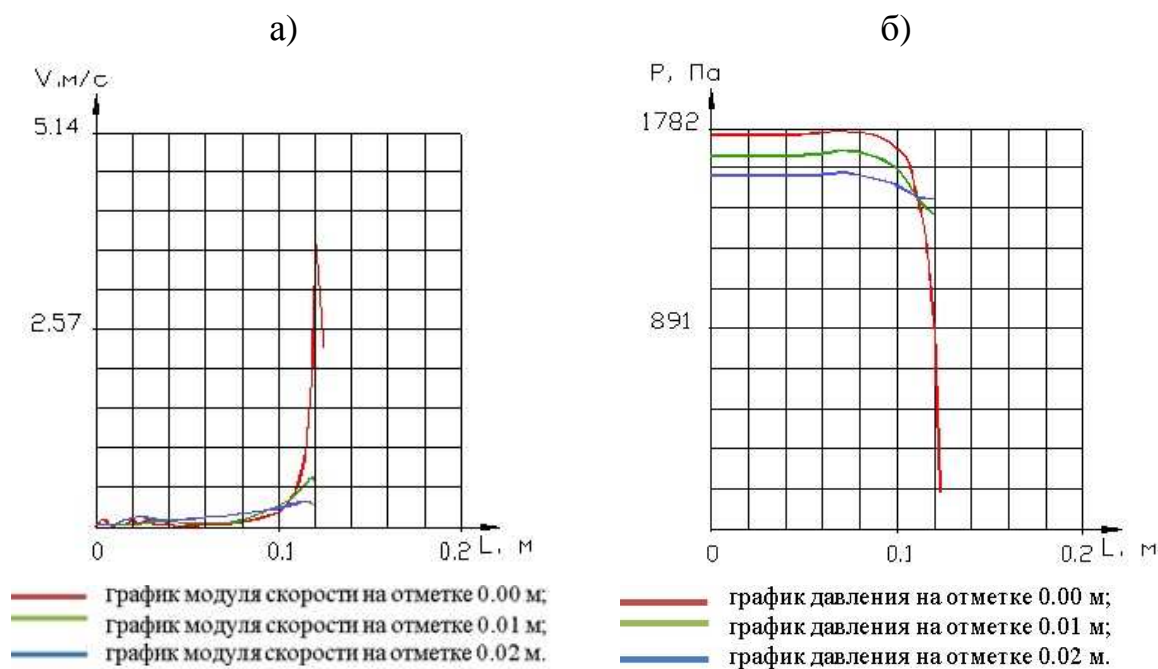 а)
б)
V,м/с
5.14
2.57
0
0.1
0.2
L, м
P, Па
1782
891
0
0.1
0.2
L, м
график модуля скорости на отметке 0.00 м;
график модуля скорости на отметке 0.01 м;
график модуля скорости на отметке 0.02 м.
график давления на отметке 0.00 м;
график давления на отметке 0.01 м;
график давления на отметке 0.02 м.